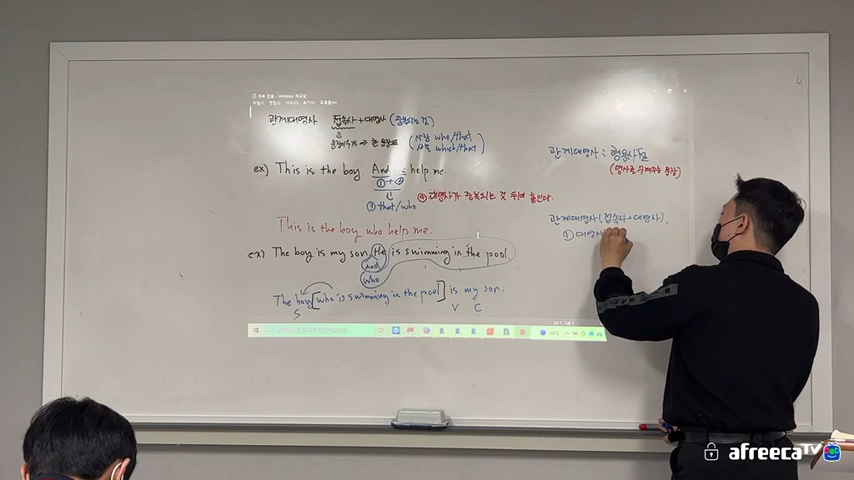 관계대명사 접속사+대명사 (중복되는 것)
사람 who/that
사물 which/that
ex) This is the boy. And help me.
① + ②
③ that/who
④ 대명사가 중복되는 것 뒤에 놓인다.
This is the boy who help me.
ex) The boy is my son. He is swimming in the pool.
And
who
The boy [who is swimming in the pool] is my son.
S V C
관계대명사 : 형용사절
(명사를 꾸며주는 문장)
관계대명사 (접속사+대명사).
① 대명사
afreecaTV